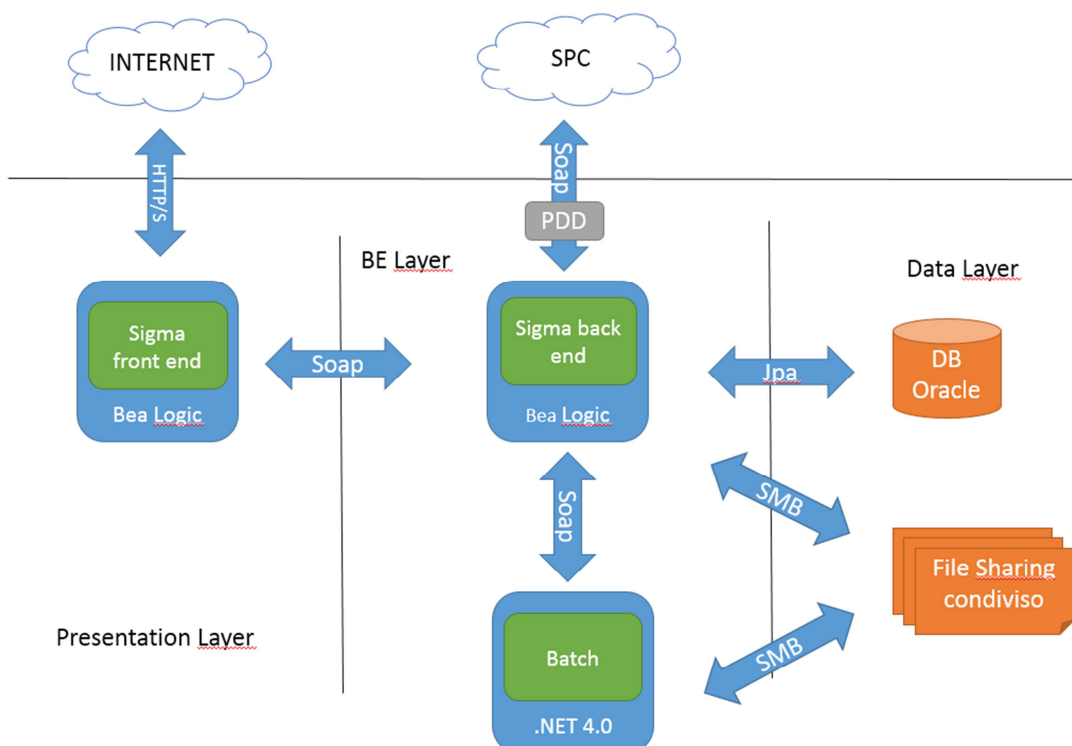 INTERNET
SPC
HTTP/S
Soap
PDD
BE Layer
Data Layer
Sigma
front end
Bea Logic
Soap
Sigma back
end
Bea Logic
Jpa
DB
Oracle
Soap
SMB
File Sharing
condiviso
Presentation Layer
Batch
.NET 4.0
SMB